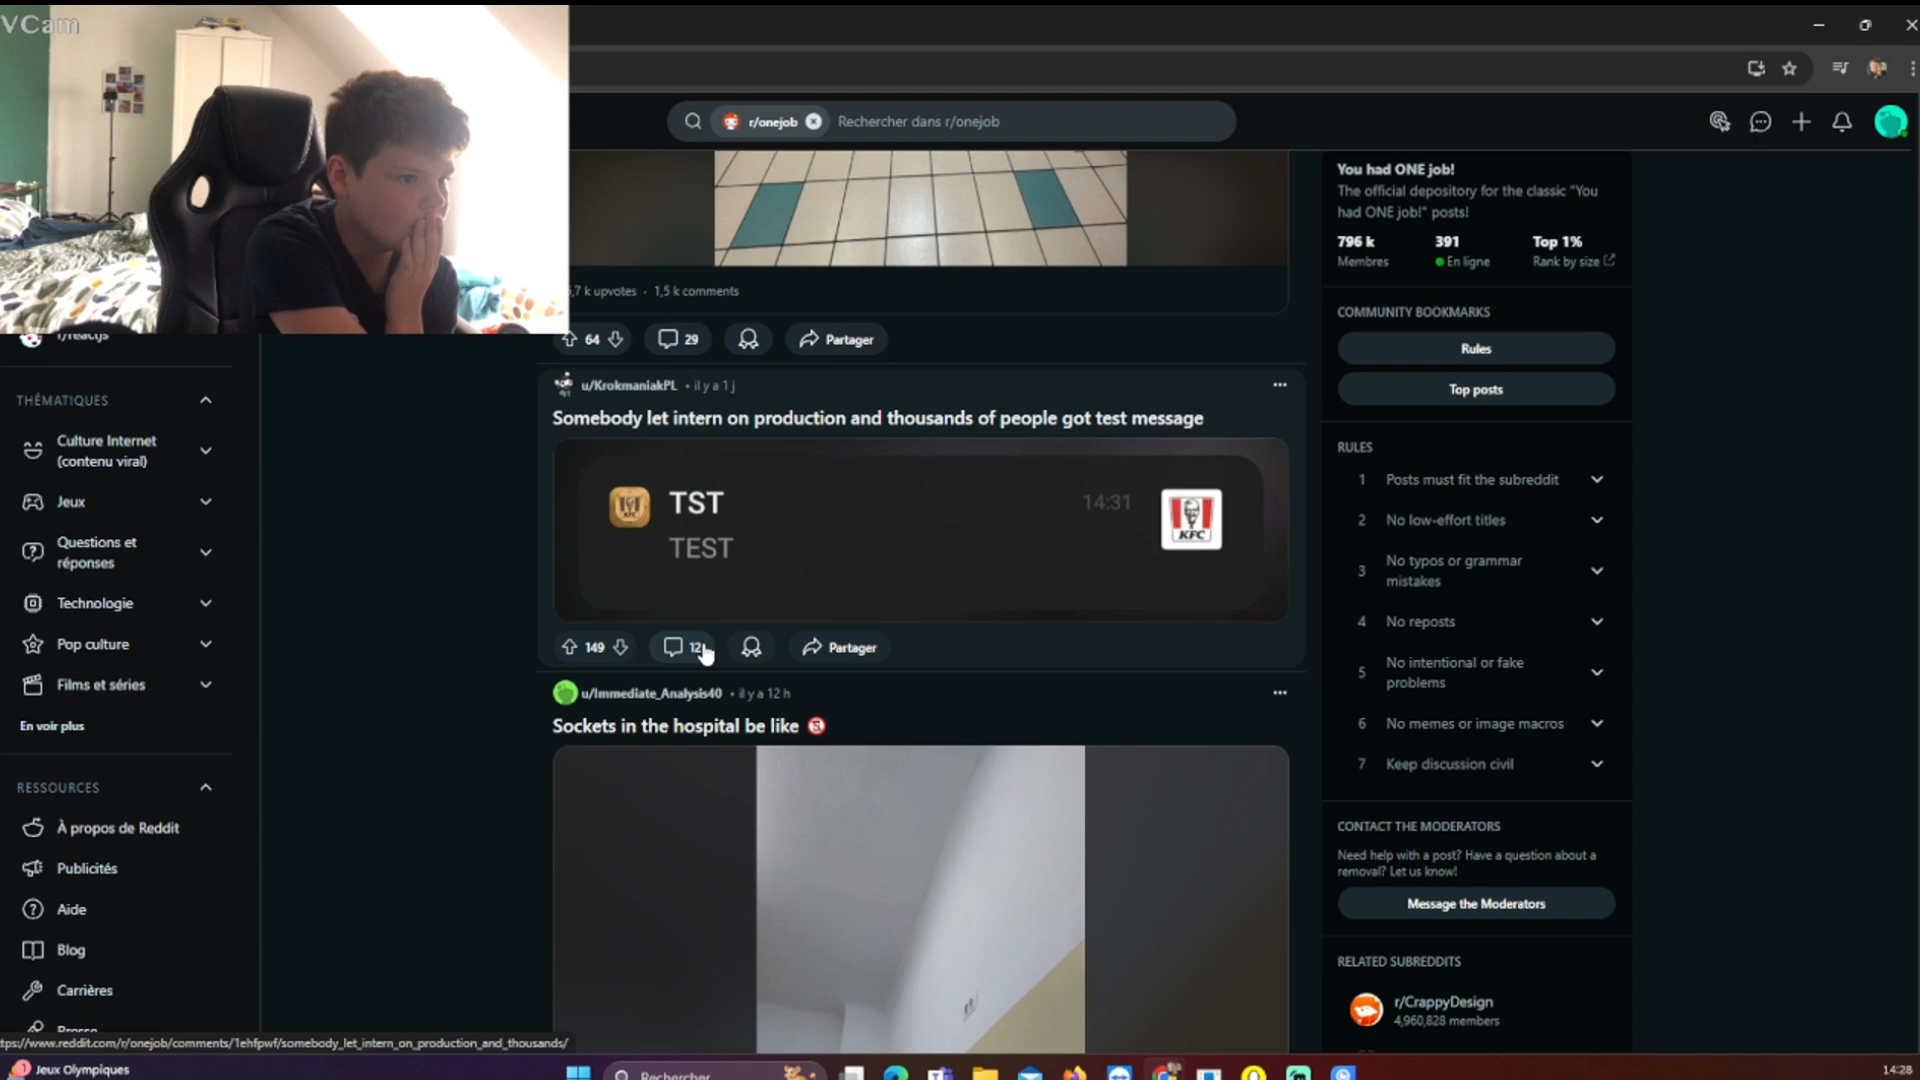 VCam
r/onejob
Rechercher dans r/onejob
You had ONE job!
The official depository for the classic "You
had ONE job!" posts!
796 k
391
Top 1%
Membres
En ligne
Rank by size
,7 k upvotes · 1,5 k comments
64
29
Partager
COMMUNITY BOOKMARKS
Rules
Top posts
r/reactjs
THÉMATIQUES
Culture Internet
(contenu viral)
Jeux
Questions et
réponses
Technologie
Pop culture
Films et séries
En voir plus
RESSOURCES
À propos de Reddit
Publicités
Aide
Blog
Carrières
Presse
u/KrokmaniakPL • il y a 1 j
Somebody let intern on production and thousands of people got test message
TST
14:31
TEST
KFC
149
12
Partager
u/Immediate_Analysis40 • il y a 12 h
Sockets in the hospital be like
RULES
1 Posts must fit the subreddit
2 No low-effort titles
3 No typos or grammar
mistakes
4 No reposts
5 No intentional or fake
problems
6 No memes or image macros
7 Keep discussion civil
CONTACT THE MODERATORS
Need help with a post? Have a question about a
removal? Let us know!
Message the Moderators
RELATED SUBREDDITS
r/CrappyDesign
4,960,828 members
tps://www.reddit.com/r/onejob/comments/1ehfpwf/somebody_let_intern_on_production_and_thousands/
1
Jeux Olympiques
Rechercher
14:28